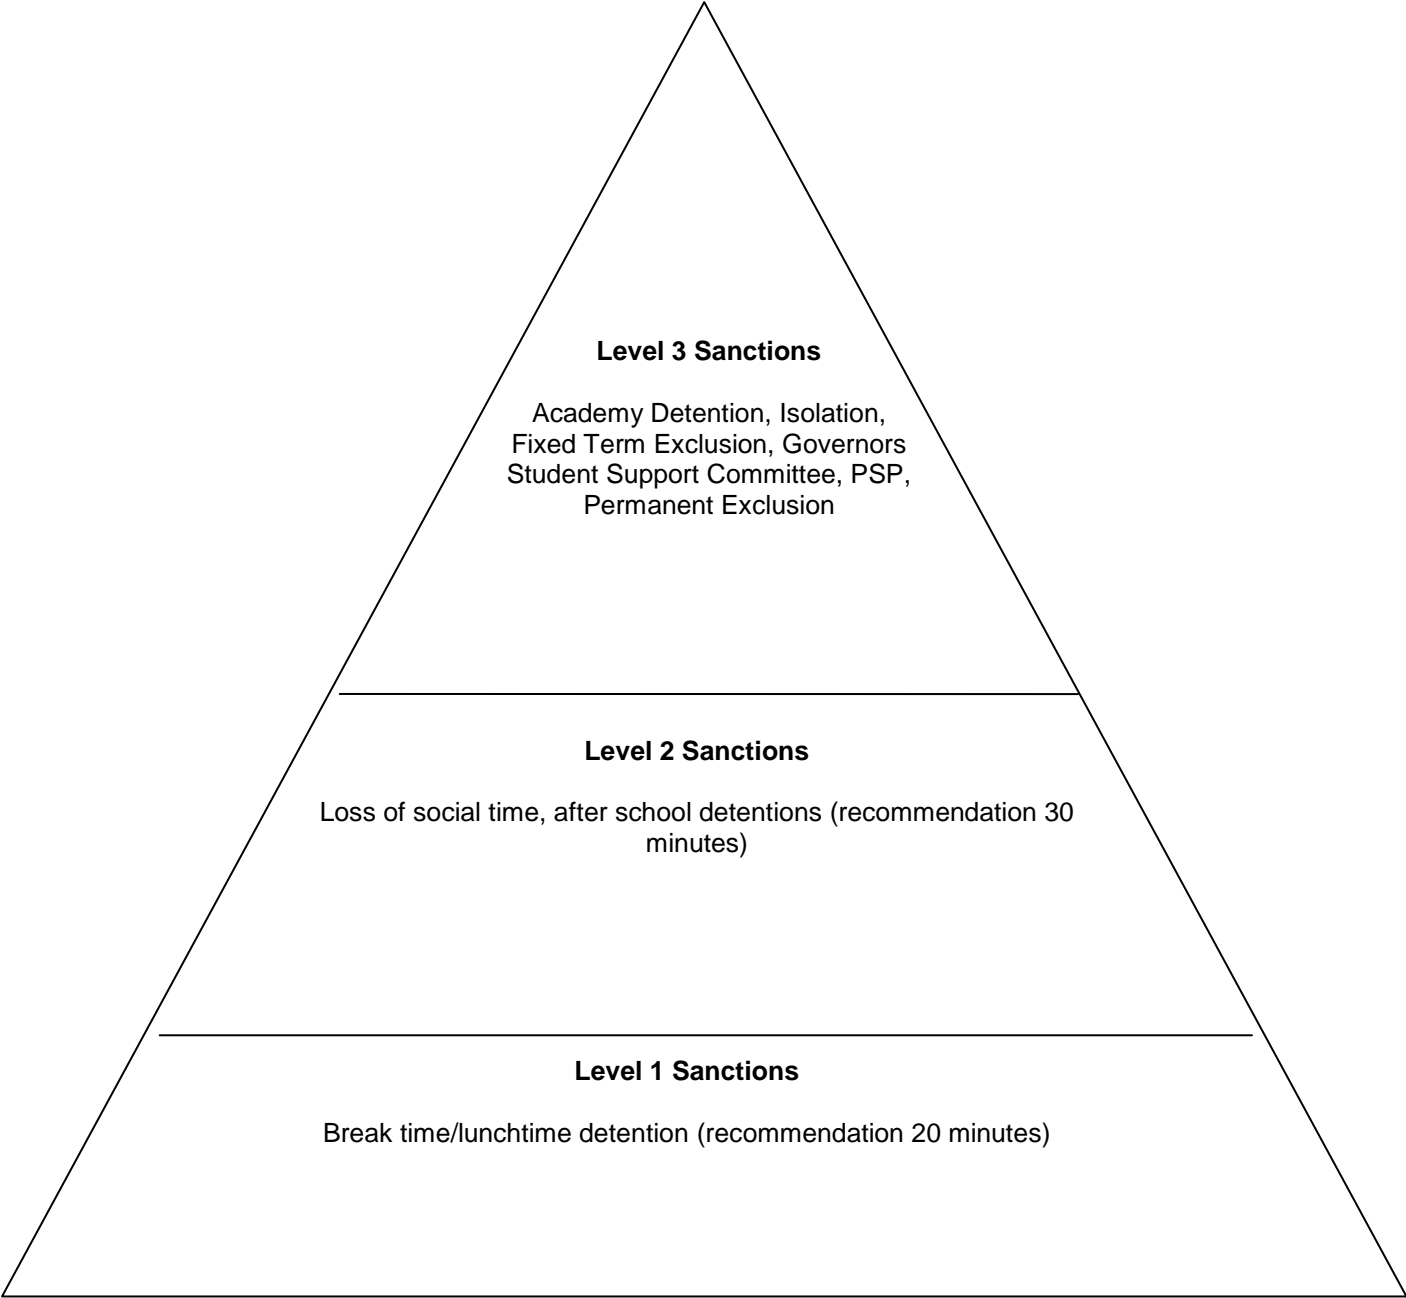 Level 3 Sanctions
Academy Detention, Isolation,
Fixed Term Exclusion, Governors
Student Support Committee, PSP,
Permanent Exclusion
Level 2 Sanctions
Loss of social time, after school detentions (recommendation 30
minutes)
Level 1 Sanctions
Break time/lunchtime detention (recommendation 20 minutes)